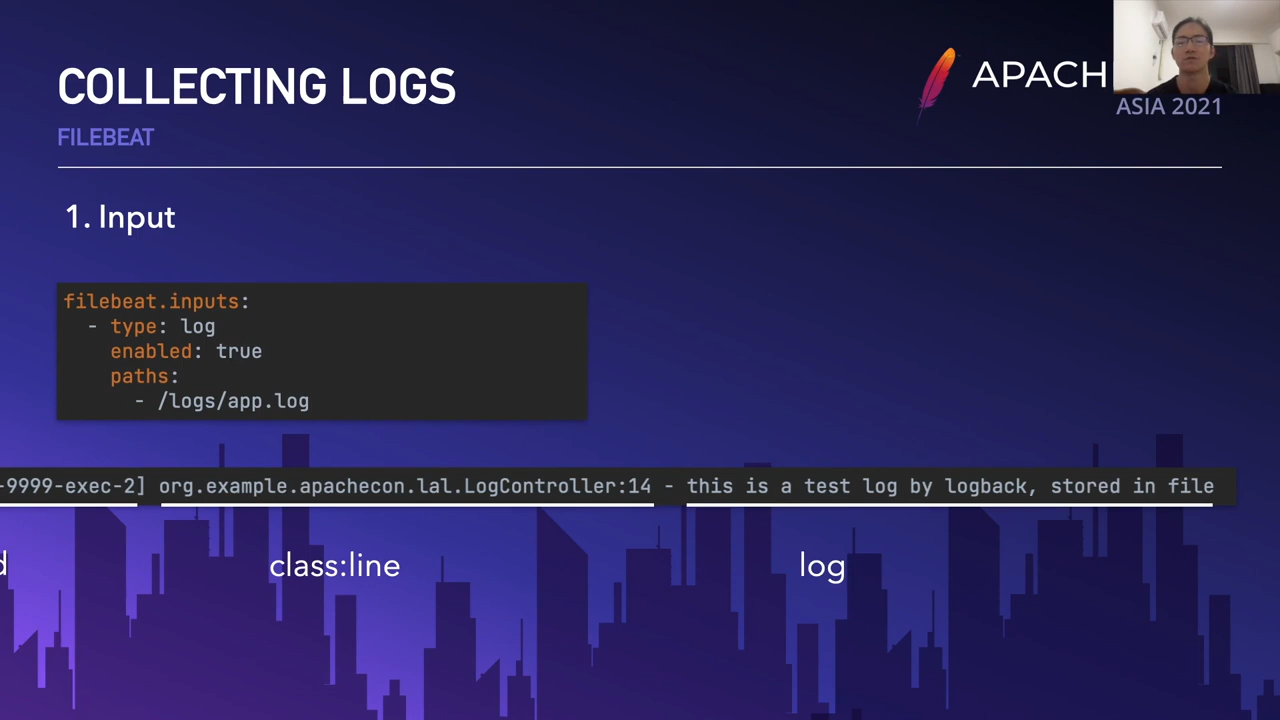 COLLECTING LOGS
FILEBEAT
APACH
ASIA 2021
1. Input
filebeat.inputs:
- type: log
enabled: true
paths:
- /logs/app.log
-9999-exec-2] org.example.apachecon.lal.LogController:14 - this is a test log by logback, stored in file
d
class:line
log